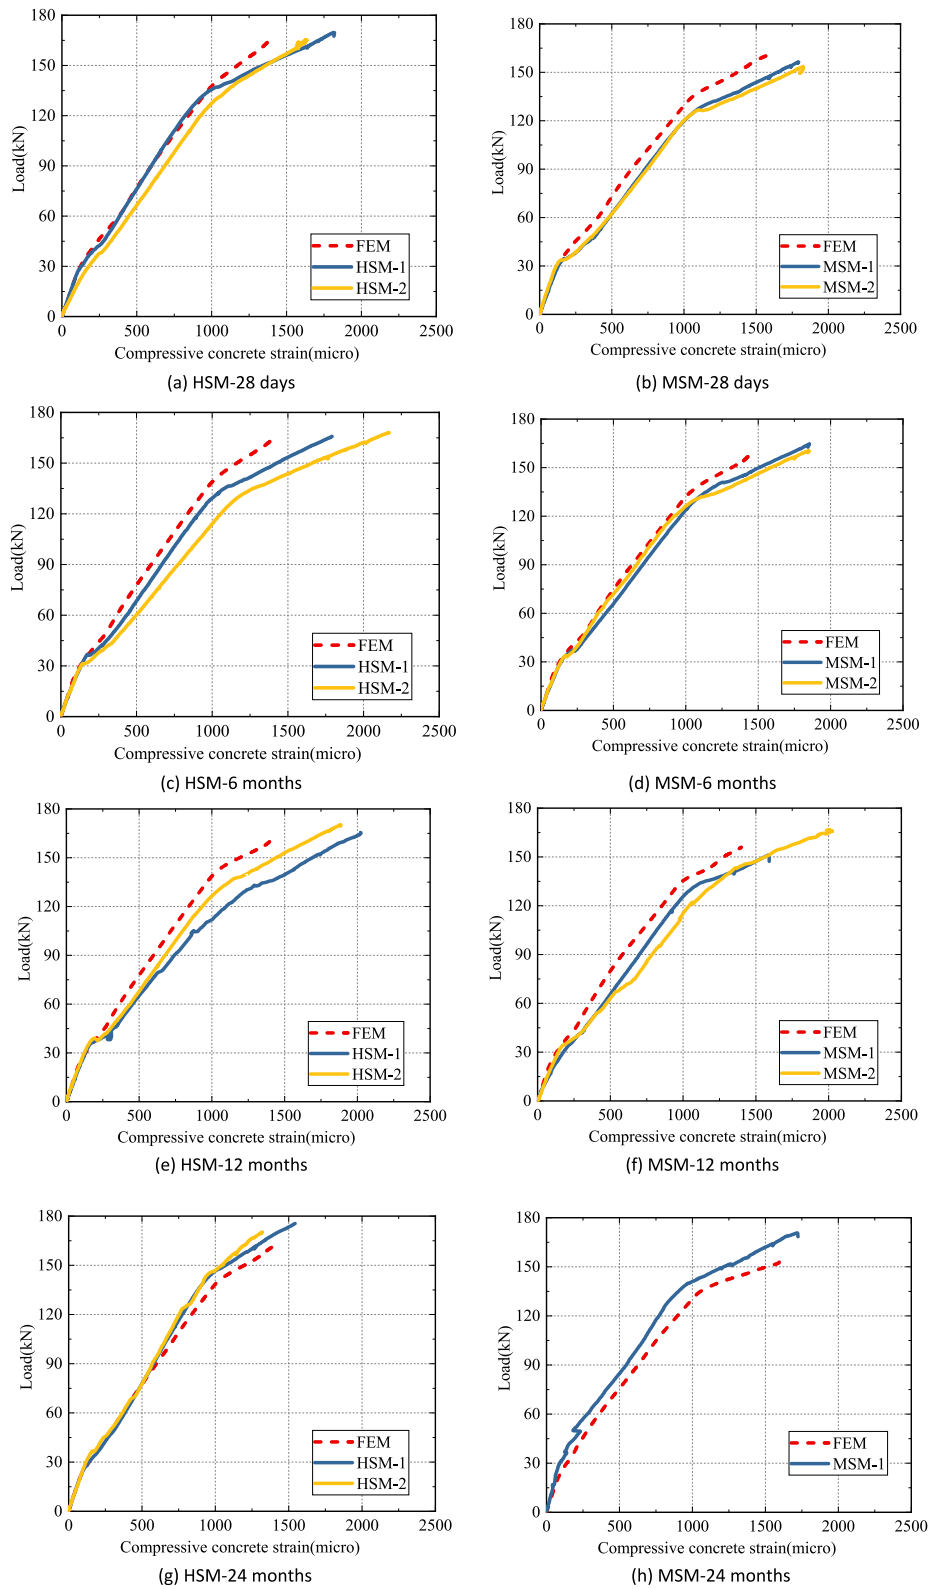 180
150
120
90
60
30
0
Load(kN)
FEM
HSM-1
HSM-2
0 500 1000 1500 2000 2500
Compressive concrete strain(micro)
(a) HSM-28 days
180
150
120
90
60
30
0
Load(kN)
FEM
MSM-1
MSM-2
0 500 1000 1500 2000 2500
Compressive concrete strain(micro)
(b) MSM-28 days
180
150
120
90
60
30
0
Load(kN)
FEM
HSM-1
HSM-2
0 500 1000 1500 2000 2500
Compressive concrete strain(micro)
(c) HSM-6 months
180
150
120
90
60
30
0
Load(kN)
FEM
MSM-1
MSM-2
0 500 1000 1500 2000 2500
Compressive concrete strain(micro)
(d) MSM-6 months
180
150
120
90
60
30
0
Load(kN)
FEM
HSM-1
HSM-2
0 500 1000 1500 2000 2500
Compressive concrete strain(micro)
(e) HSM-12 months
180
150
120
90
60
30
0
Load(kN)
FEM
MSM-1
MSM-2
0 500 1000 1500 2000 2500
Compressive concrete strain(micro)
(f) MSM-12 months
180
150
120
90
60
30
0
Load(kN)
FEM
HSM-1
HSM-2
0 500 1000 1500 2000 2500
Compressive concrete strain(micro)
(g) HSM-24 months
180
150
120
90
60
30
0
Load(kN)
FEM
MSM-1
0 500 1000 1500 2000 2500
Compressive concrete strain(micro)
(h) MSM-24 months